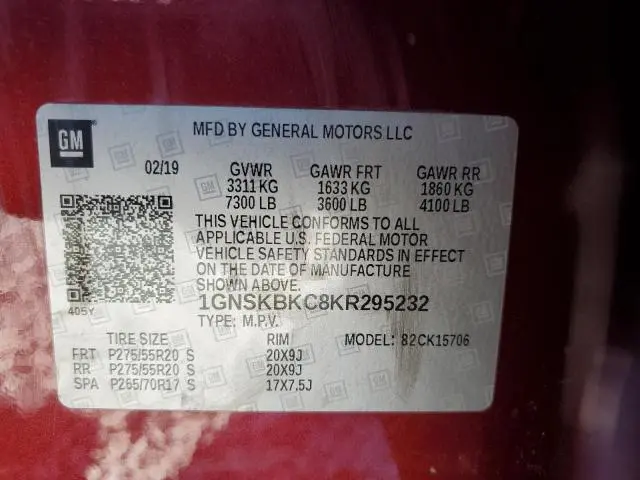 GM
MFD BY GENERAL MOTORS LLC
02/19 GVWR GAWR FRT GAWR RR
3311 KG 1633 KG 1860 KG
7300 LB 3600 LB 4100 LB
THIS VEHICLE CONFORMS TO ALL
APPLICABLE U.S. FEDERAL MOTOR
VEHICLE SAFETY STANDARDS IN EFFECT
ON THE DATE OF MANUFACTURE
SHOWN ABOVE.
1GNSKBKC8KR295232
405Y
TYPE: M.P.V.
TIRE SIZE RIM MODEL: 82CK15706
FRT P275/55R20 S 20X9J
RR P275/55R20 S 20X9J
SPA P265/70R17 S 17X7.5J